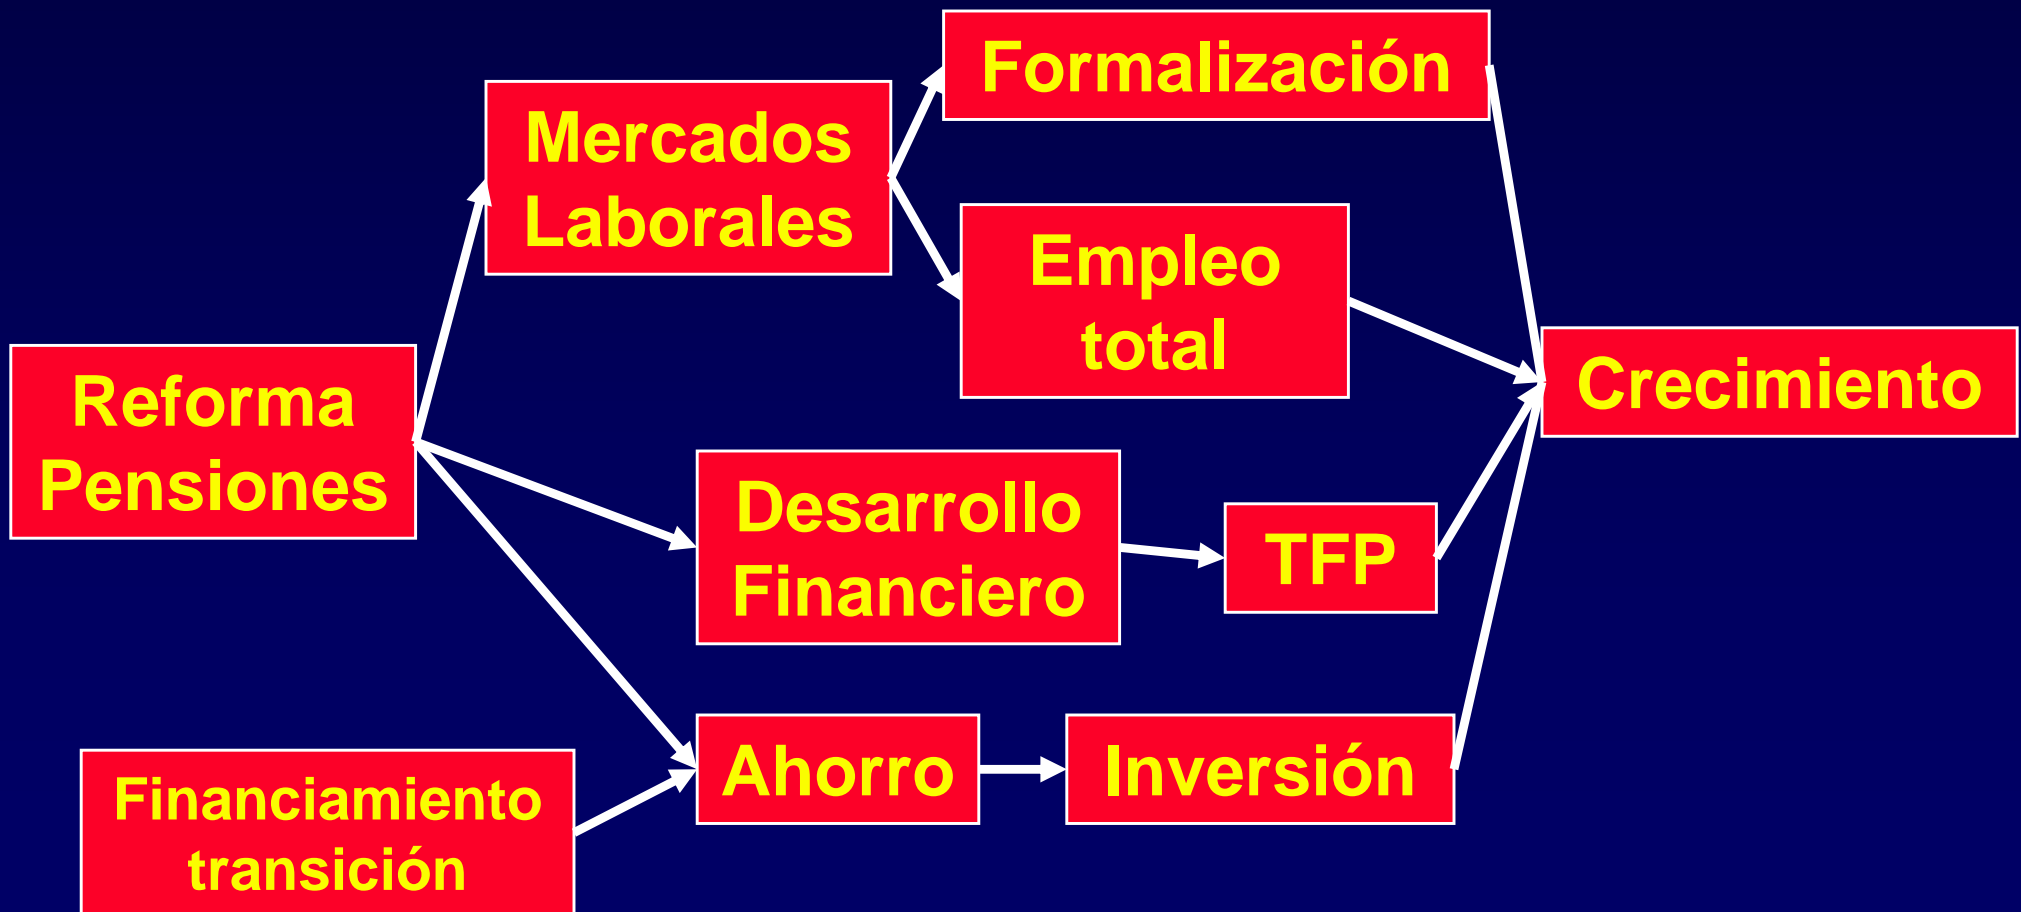 Formalización
Mercados
Laborales
Empleo
total
Crecimiento
Reforma
Pensiones
Desarrollo
Financiero
TFP
Ahorro
Inversión
Financiamiento
transición